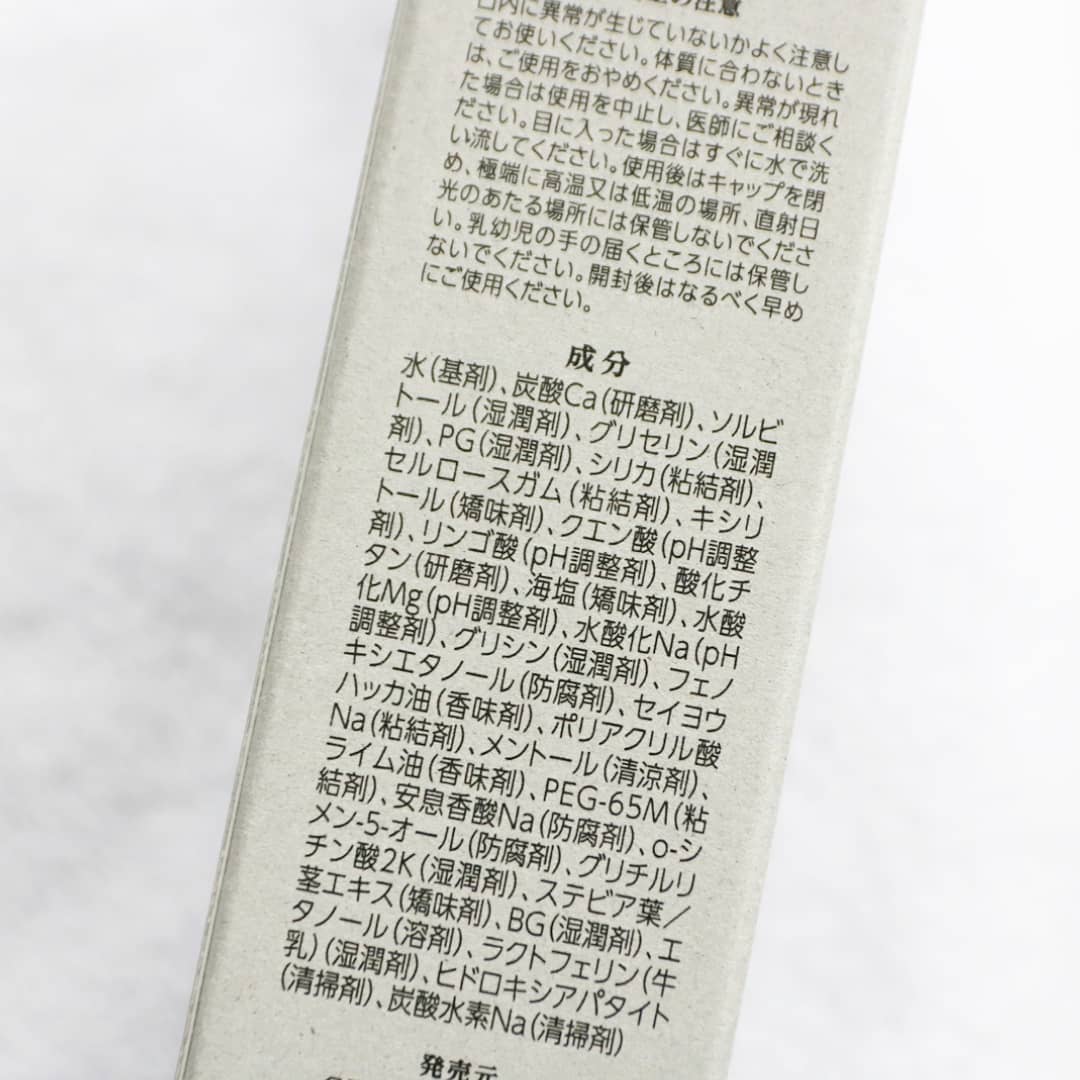 の注意
口内に異常が生じていないかよく注意し
てお使いください。体質に合わないとき
は、ご使用をおやめください。異常が現れ
た場合は使用を中止し、医師にご相談く
ださい。目に入った場合はすぐに水で洗
い流してください。使用後はキャップを閉
め、極端に高温又は低温の場所、直射日
光のあたる場所には保管しないでくださ
い。乳幼児の手の届くところには保管し
ないでください。開封後はなるべく早め
にご使用ください。
成分
水(基剤)、炭酸Ca(研磨剤)、ソルビ
トール(湿潤剤)、グリセリン(湿潤
剤)、PG(湿潤剤)、シリカ(粘結剤)、
セルロースガム(粘結剤)、キシリ
トール(矯味剤)、クエン酸(pH調整
剤)、リンゴ酸(pH調整剤)、酸化チ
タン(研磨剤)、海塩(矯味剤)、水酸
化Mg(pH調整剤)、水酸化Na(pH
調整剤)、グリシン(湿潤剤)、フェノ
キシエタノール(防腐剤)、セイヨウ
ハッカ油(香味剤)、ポリアクリル酸
Na(粘結剤)、メントール(清涼剤)、
ライム油(香味剤)、PEG-65M(粘
結剤)、安息香酸Na(防腐剤)、o-シ
メン-5-オール(防腐剤)、グリチルリ
チン酸2K(湿潤剤)、ステビア葉／
茎エキス(矯味剤)、BG(湿潤剤)、エ
タノール(溶剤)、ラクトフェリン(牛
乳)(湿潤剤)、ヒドロキシアパタイト
(清掃剤)、炭酸水素Na(清掃剤)
発売元